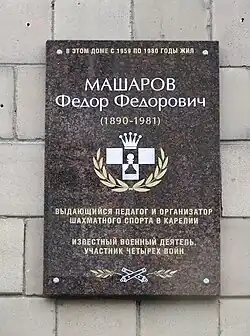 В ЭТОМ ДОМЕ С 1959 ПО 1980 ГОДЫ ЖИЛ
МАШАРОВ
Федор Федорович
(1890-1981)
ВЫДАЮЩИЙСЯ ПЕДАГОГ И ОРГАНИЗАТОР
ШАХМАТНОГО СПОРТА В КАРЕЛИИ
ИЗВЕСТНЫЙ ВОЕННЫЙ ДЕЯТЕЛЬ,
УЧАСТНИК ЧЕТЫРЕХ ВОЙН